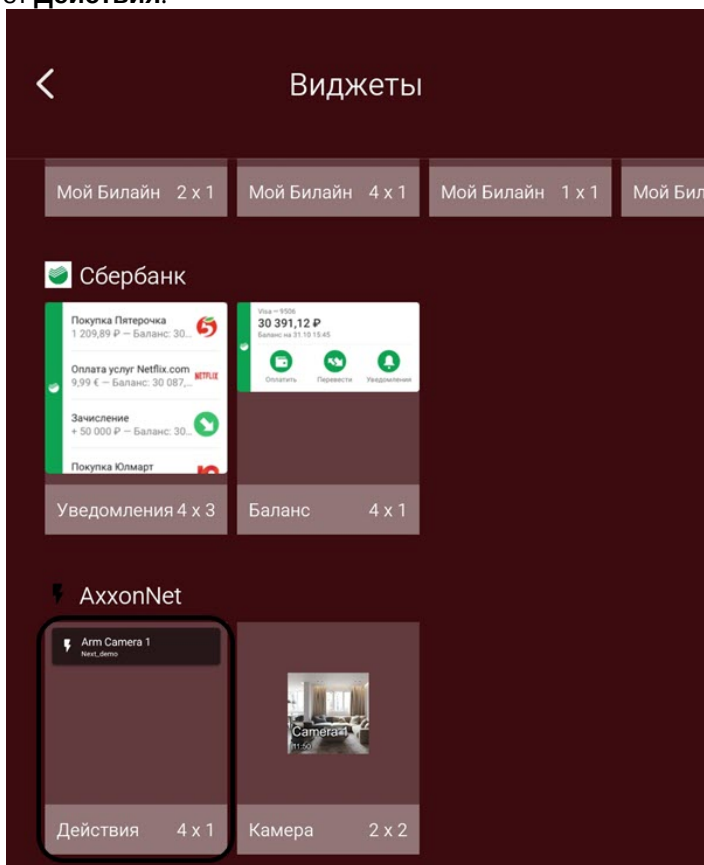 Действия.
Виджеты
Мой Билайн 2 x 1
Мой Билайн 4 x 1
Мой Билайн 1 x 1
Мой Бил
Сбербанк
Покупка Пятерочка
1 209,89 ₽ — Баланс: 30...
Оплата услуг Netflix.com
9,99 € — Баланс: 30 087,...
NETFLIX
Зачисление
+ 50 000 ₽ — Баланс: 30...
Покупка Юлмарт
Visa — 9506
30 391,12 ₽
Баланс на 31.10 15:45
Оплатить
Перевести
Уведомления
Уведомления 4 x 3
Баланс 4 x 1
AxxonNet
Arm Camera 1
Next_demo
Camera 1
11:50
Действия 4 x 1
Камера 2 x 2